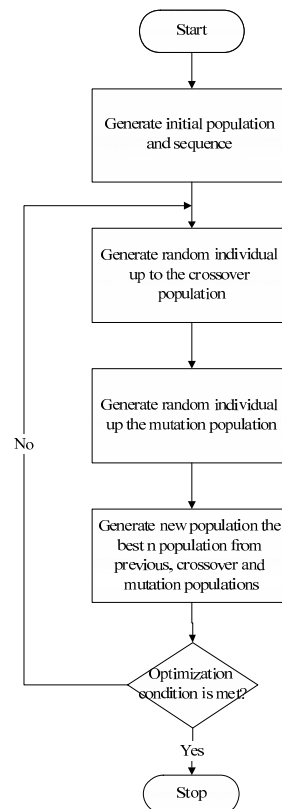 Start
Generate initial population
and sequence
Generate random individual
up to the crossover
population
Generate random individual
up the mutation population
No
Generate new population the
best n population from
previous, crossover and
mutation populations
Optimization
condition is met?
Yes
Stop